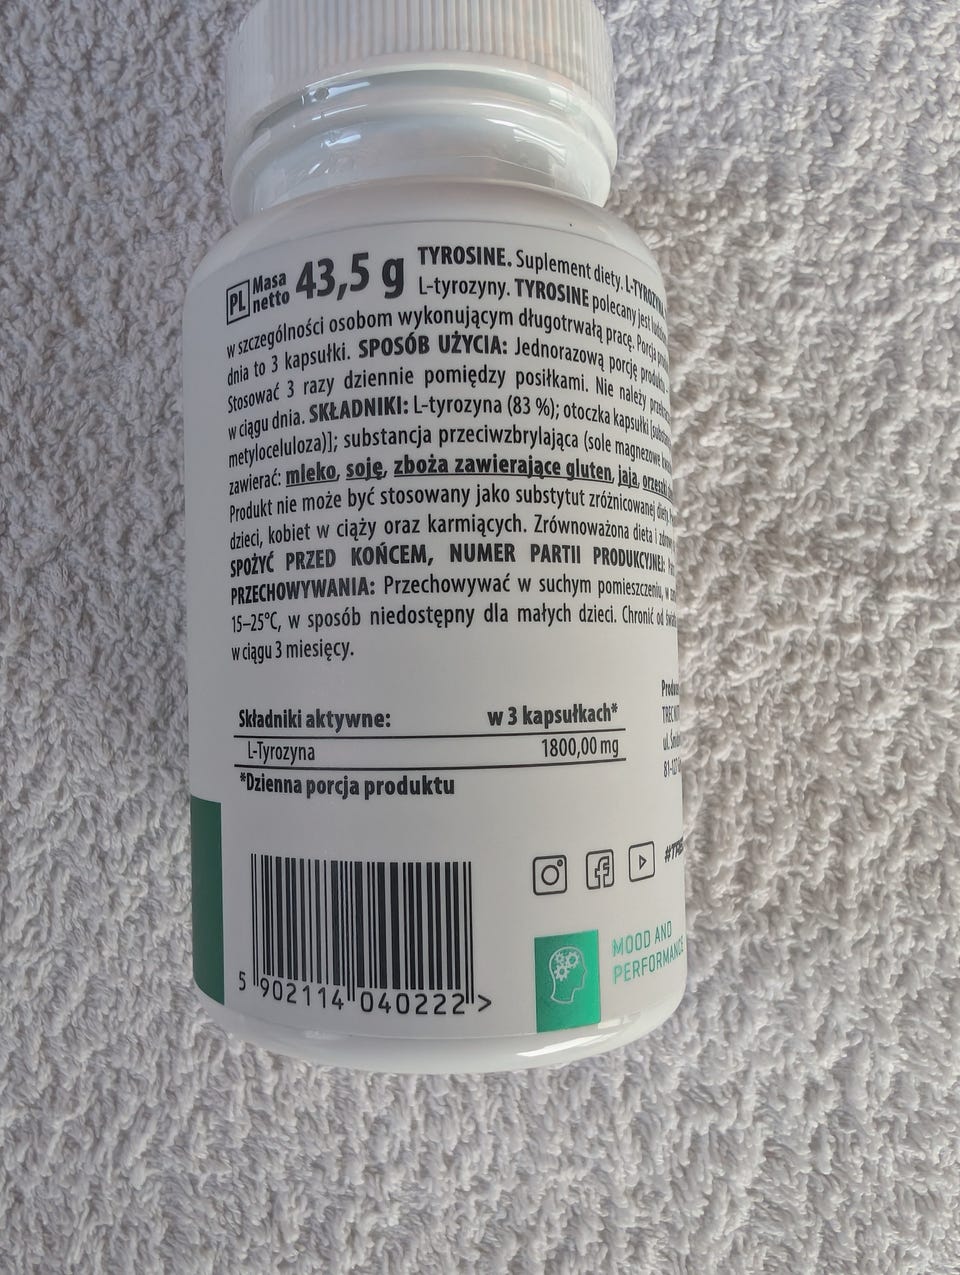 PL Masa netto 43,5 g TYROSINE. Suplement diety. L-TYROZYNA
L-tyrozyny. TYROSINE polecany jest
w szczególności osobom wykonującym długotrwałą pracę. Porcja
dnia to 3 kapsułki. SPOSÓB UŻYCIA: Jednorazową porcję produktu
Stosować 3 razy dziennie pomiędzy posiłkami. Nie należy
w ciągu dnia. SKŁADNIKI: L-tyrozyna (83 %); otoczka kapsułki
metyloceluloza)]; substancja przeciwzbrylająca (sole magnezowe
zawierać: mleko, soję, zboża zawierające gluten, jaja, orzeszki
Produkt nie może być stosowany jako substytut zróżnicowanej diety.
dzieci, kobiet w ciąży oraz karmiących. Zrównoważona dieta i
SPOŻYĆ PRZED KOŃCEM, NUMER PARTII PRODUKCYJNEJ:
PRZECHOWYWANIA: Przechowywać w suchym pomieszczeniu, w
15–25°C, w sposób niedostępny dla małych dzieci. Chronić od
w ciągu 3 miesięcy.
Składniki aktywne: w 3 kapsułkach*
L-Tyrozyna 1800,00 mg
*Dzienna porcja produktu
TREC
ul.
5 902114 040222 >
MOOD AND
PERFORMANCE